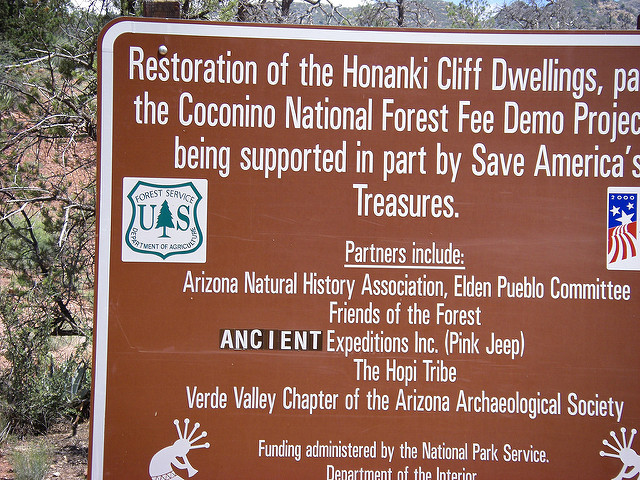 Restoration of the Honanki Cliff Dwellings, pa
the Coconino National Forest Fee Demo Projec
being supported in part by Save America's
Treasures.
FOREST SERVICE
U S
DEPARTMENT OF AGRICULTURE
2000
Partners include:
Arizona Natural History Association, Elden Pueblo Committee
Friends of the Forest
ANCIENT Expeditions Inc. (Pink Jeep)
The Hopi Tribe
Verde Valley Chapter of the Arizona Archaeological Society
Funding administered by the National Park Service.
Department of the Interior